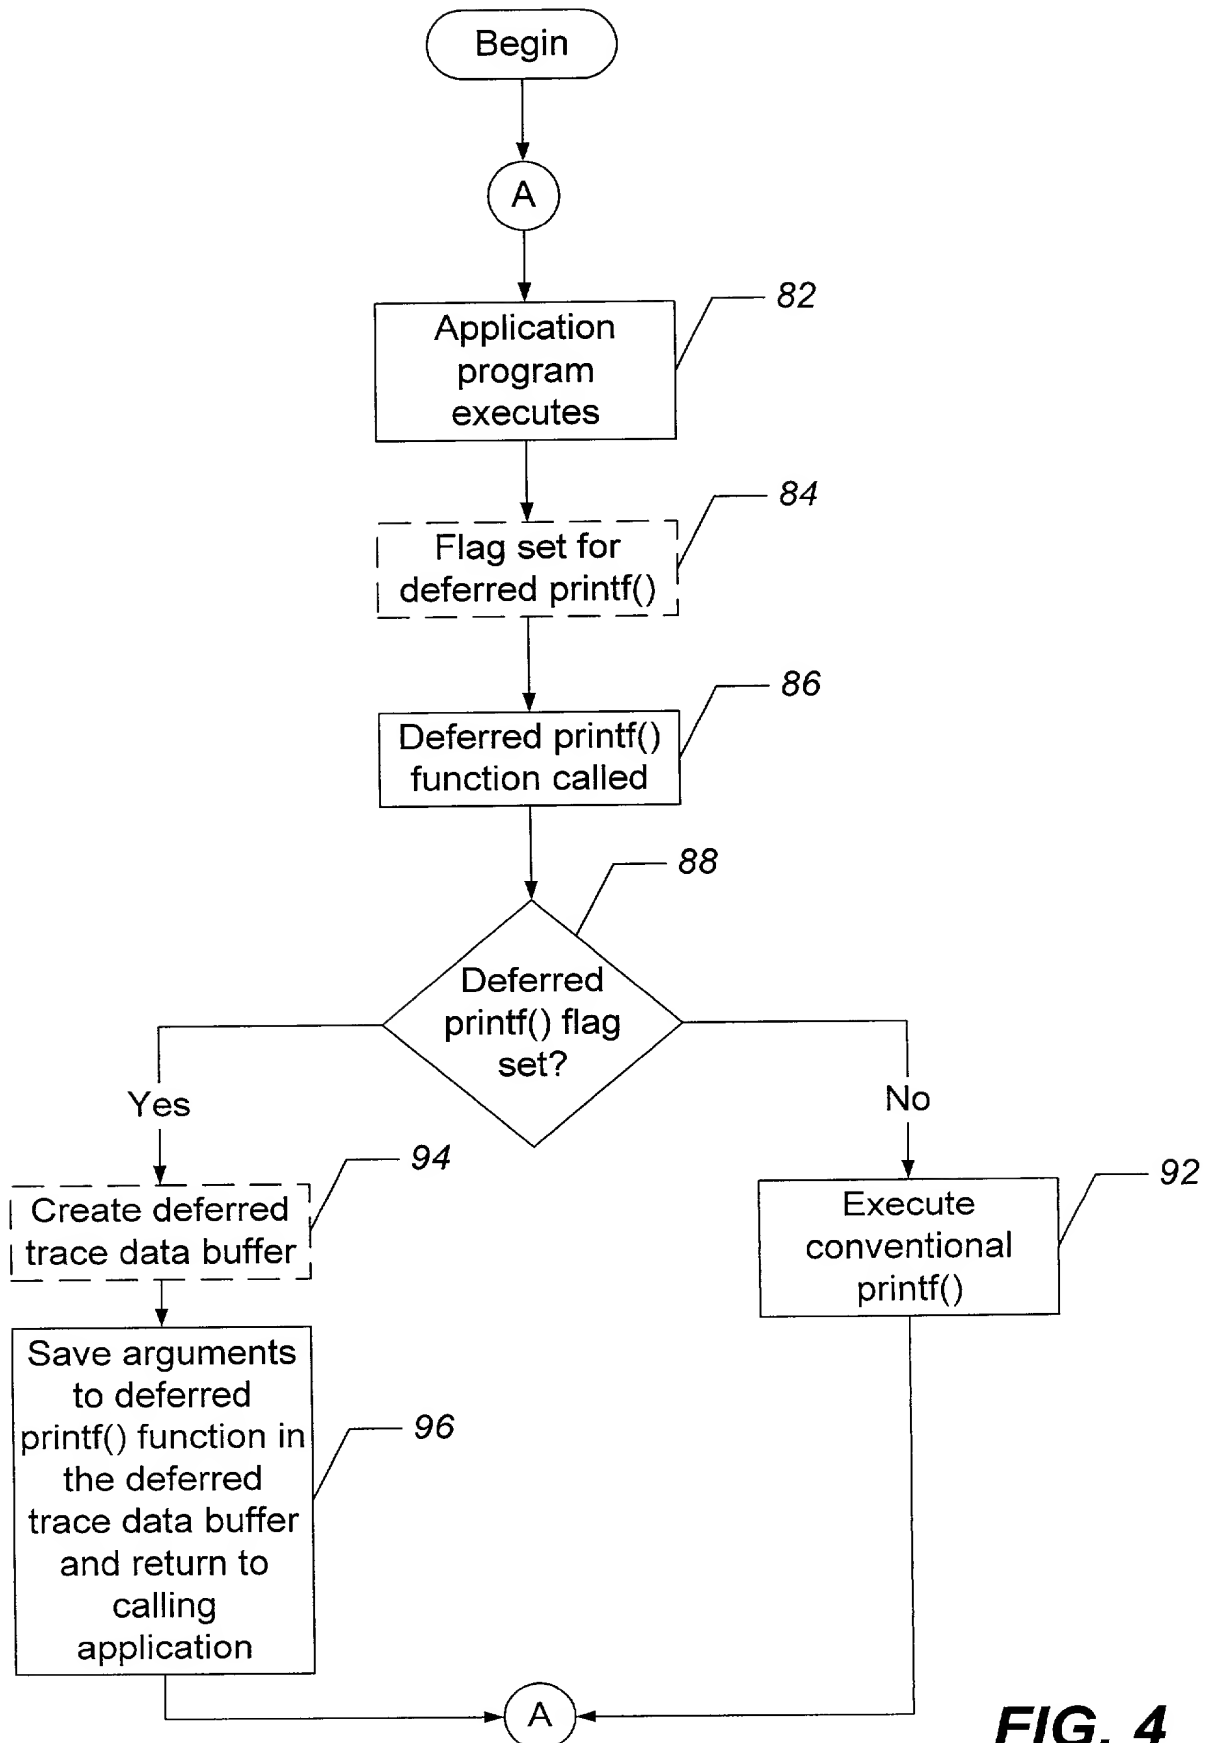 Begin
A
82
Application
program
executes
84
Flag set for
deferred printf()
86
Deferred printf()
function called
88
Deferred
printf() flag
set?
Yes
No
94
Create deferred
trace data buffer
92
Execute
conventional
printf()
Save arguments
to deferred
printf() function in
the deferred
trace data buffer
and return to
calling
application
96
A
FIG. 4